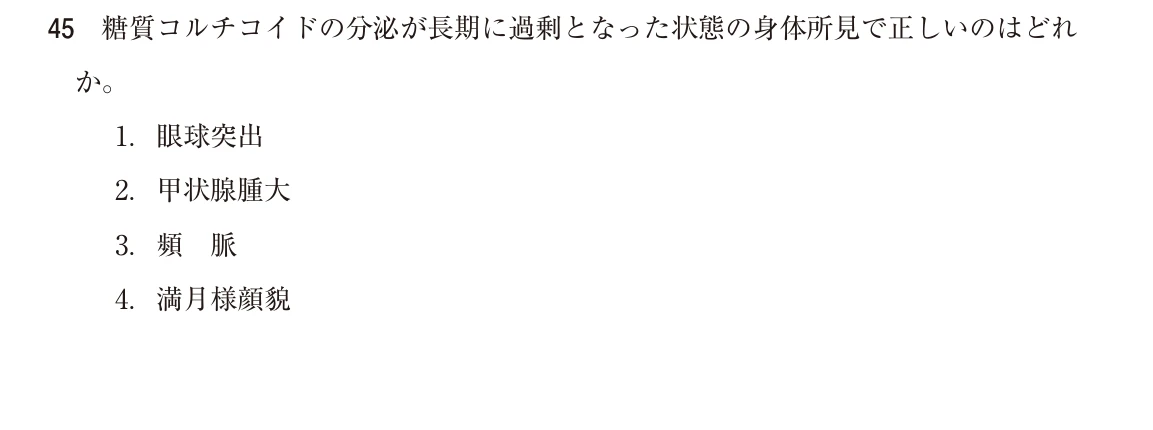 45 糖質コルチコイドの分泌が長期に過剰となった状態の身体所見で正しいのはどれ
か。
1. 眼球突出
2. 甲状腺腫大
3. 頻　脈
4. 満月様顔貌